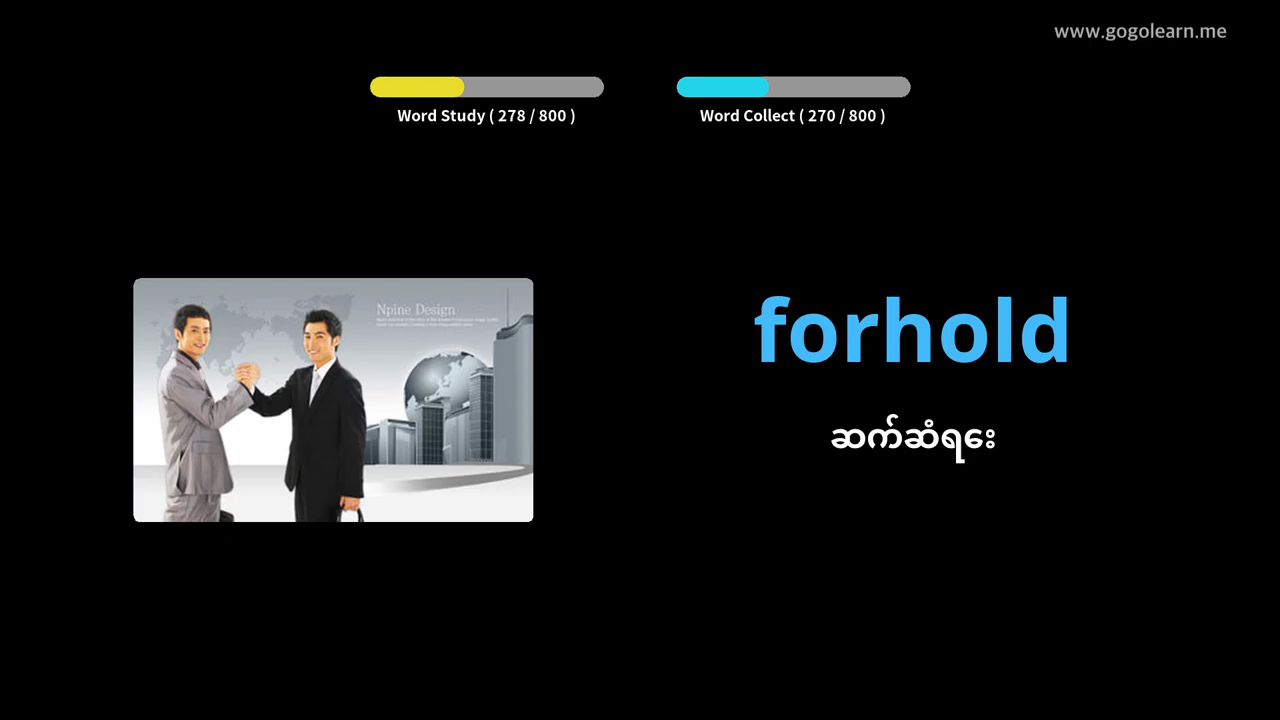 www.gogolearn.me
Word Study ( 278 / 800 )
Word Collect ( 270 / 800 )
Npine Design
forhold
ဆက်ဆံရေး